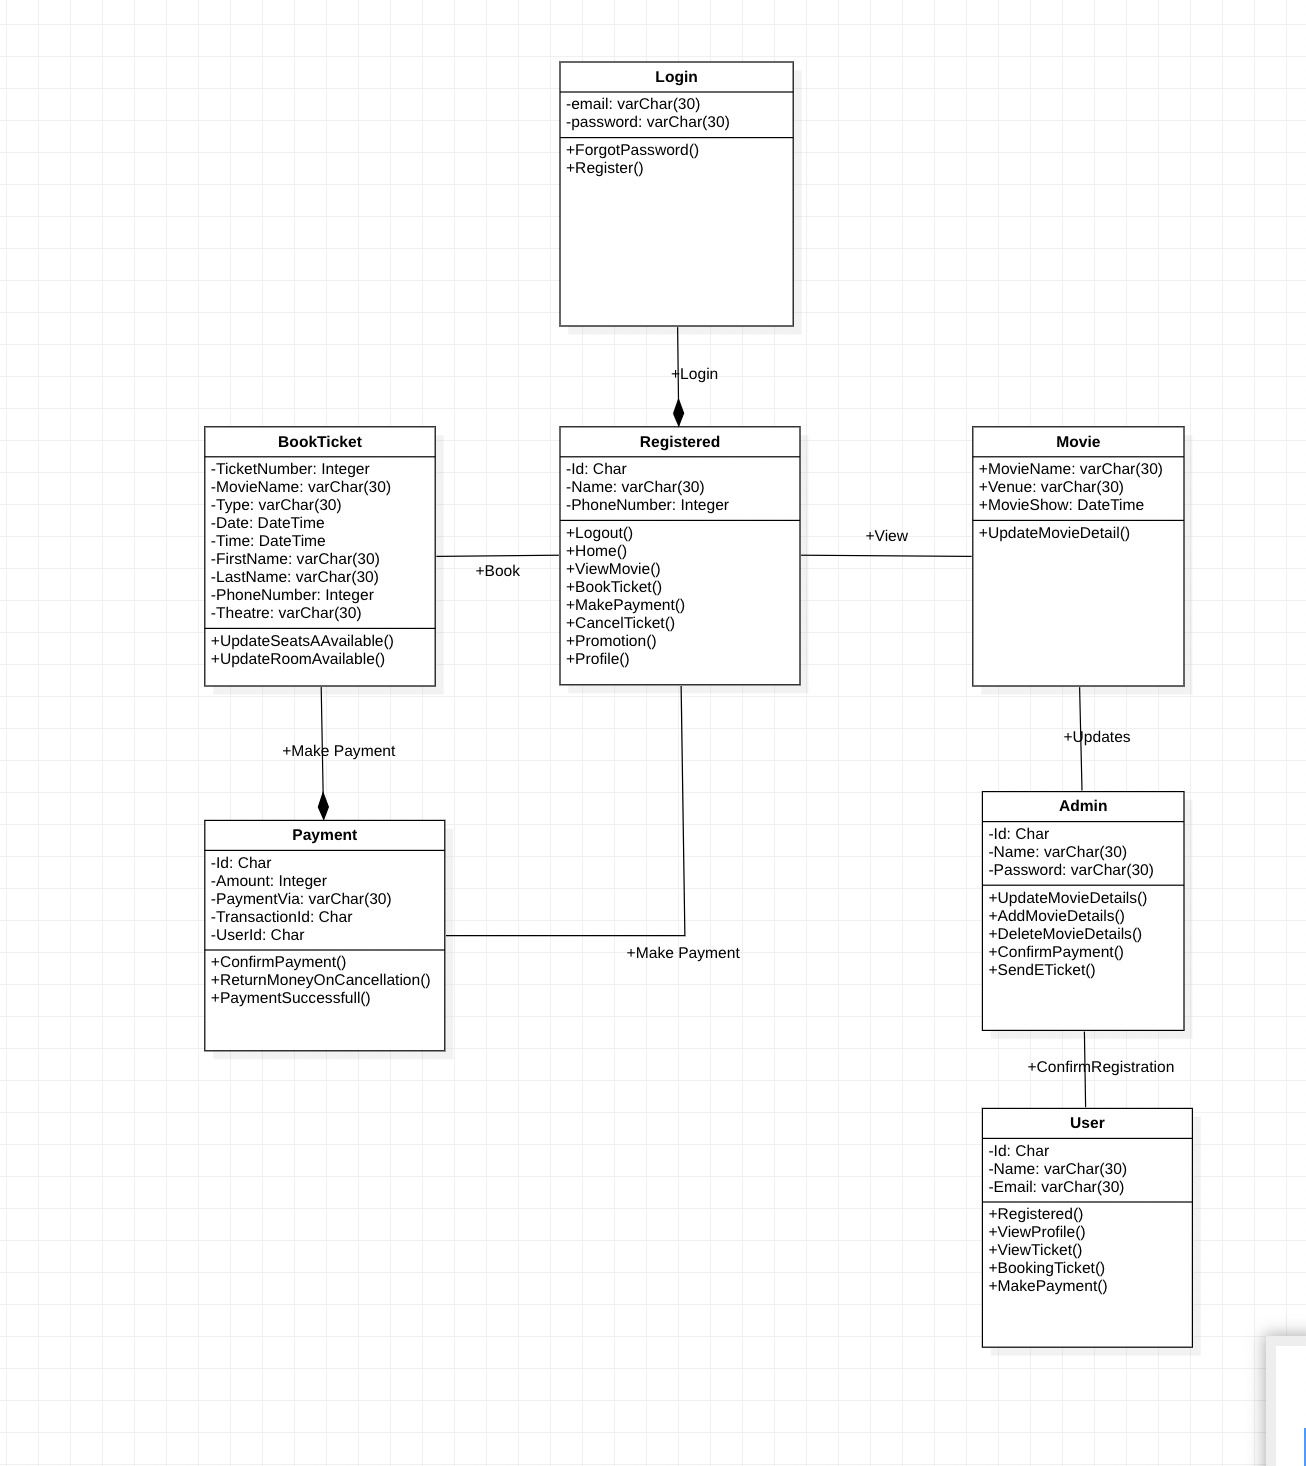 Login
-email: varChar(30)
-password: varChar(30)
+ForgotPassword()
+Register()
+Login
BookTicket
-TicketNumber: Integer
-MovieName: varChar(30)
-Type: varChar(30)
-Date: DateTime
-Time: DateTime
-FirstName: varChar(30)
-LastName: varChar(30)
-PhoneNumber: Integer
-Theatre: varChar(30)
+UpdateSeatsAAvailable()
+UpdateRoomAvailable()
+Book
Registered
-Id: Char
-Name: varChar(30)
-PhoneNumber: Integer
+Logout()
+Home()
+ViewMovie()
+BookTicket()
+MakePayment()
+CancelTicket()
+Promotion()
+Profile()
+View
Movie
+MovieName: varChar(30)
+Venue: varChar(30)
+MovieShow: DateTime
+UpdateMovieDetail()
+Make Payment
+Updates
Payment
-Id: Char
-Amount: Integer
-PaymentVia: varChar(30)
-TransactionId: Char
-UserId: Char
+ConfirmPayment()
+ReturnMoneyOnCancellation()
+PaymentSuccessfull()
+Make Payment
Admin
-Id: Char
-Name: varChar(30)
-Password: varChar(30)
+UpdateMovieDetails()
+AddMovieDetails()
+DeleteMovieDetails()
+ConfirmPayment()
+SendETicket()
+ConfirmRegistration
User
-Id: Char
-Name: varChar(30)
-Email: varChar(30)
+Registered()
+ViewProfile()
+ViewTicket()
+BookingTicket()
+MakePayment()